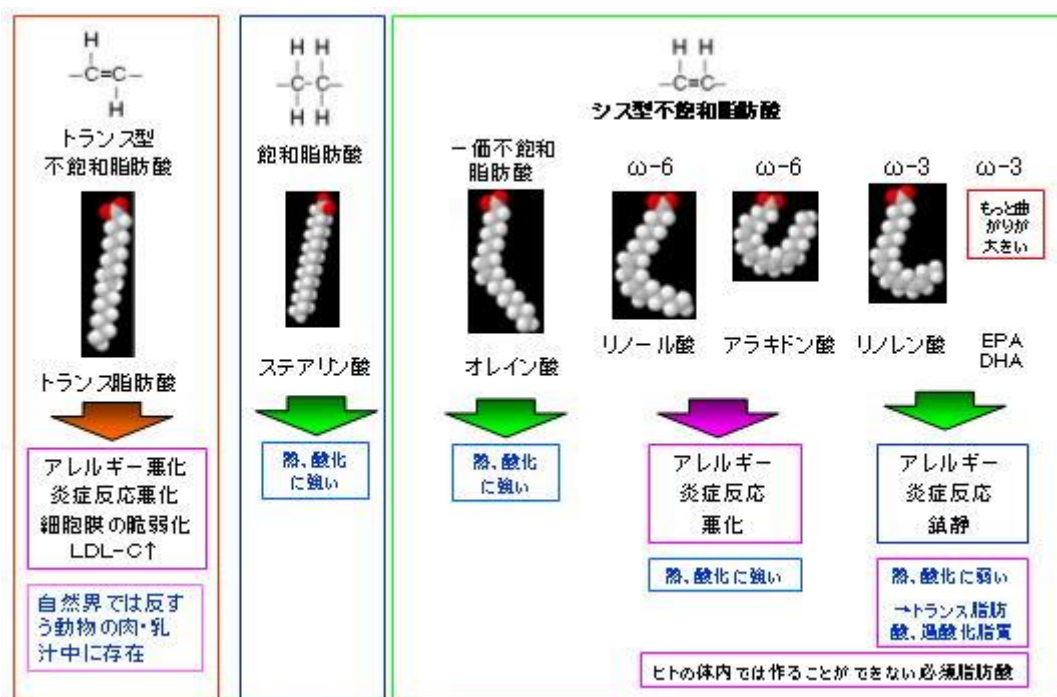 H
−C=C−
H
トランス型
不飽和脂肪酸
トランス脂肪酸
アレルギー悪化
炎症反応悪化
細胞膜の脆弱化
LDL-C↑
自然界では反す
う動物の肉・乳
汁中に存在
H H
−C−C−
H H
飽和脂肪酸
ステアリン酸
熱、酸化
に強い
H H
−C=C−
シス型不飽和脂肪酸
一価不飽和
脂肪酸
オレイン酸
熱、酸化
に強い
ω-6
リノール酸
ω-6
アラキドン酸
アレルギー
炎症反応
悪化
熱、酸化に強い
ω-3
リノレン酸
ω-3
もっと曲
がりが
大きい
EPA
DHA
アレルギー
炎症反応
鎮静
熱、酸化に弱い
→トランス脂肪
酸、過酸化脂質
ヒトの体内では作ることができない必須脂肪酸